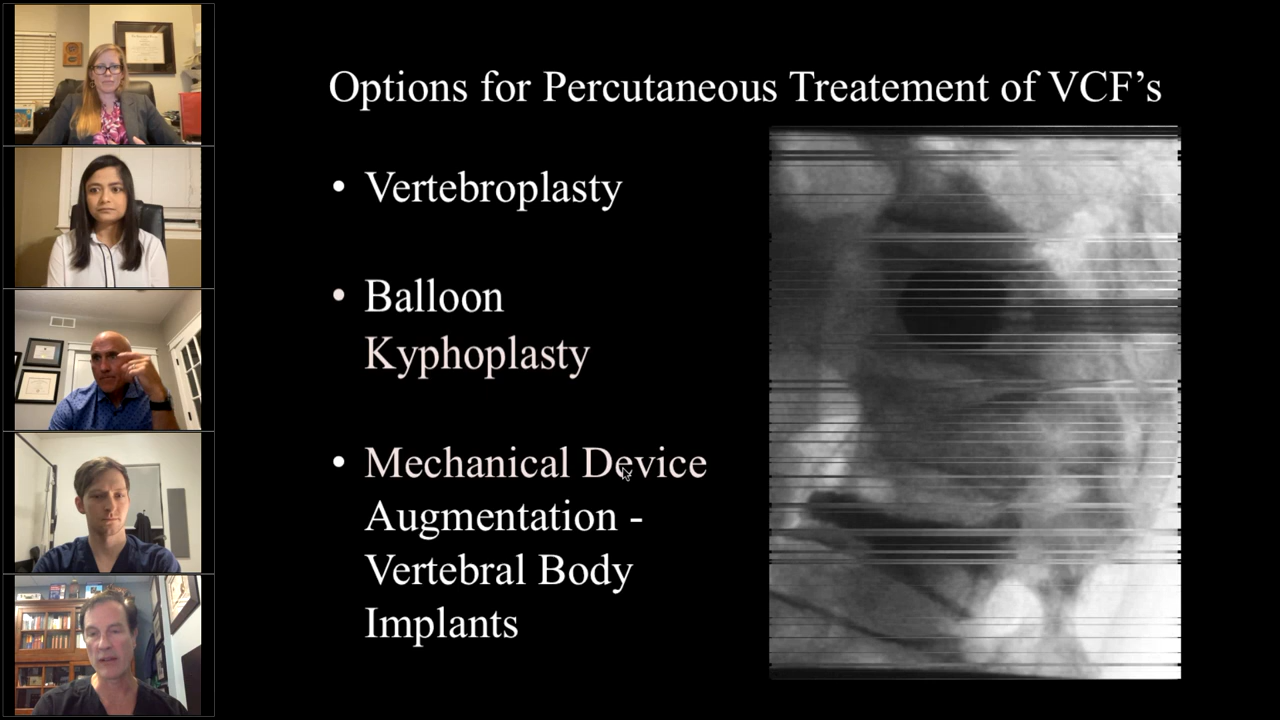 Options for Percutaneous Treatement of VCF’s
• Vertebroplasty
• Balloon
Kyphoplasty
• Mechanical Device
Augmentation -
Vertebral Body
Implants